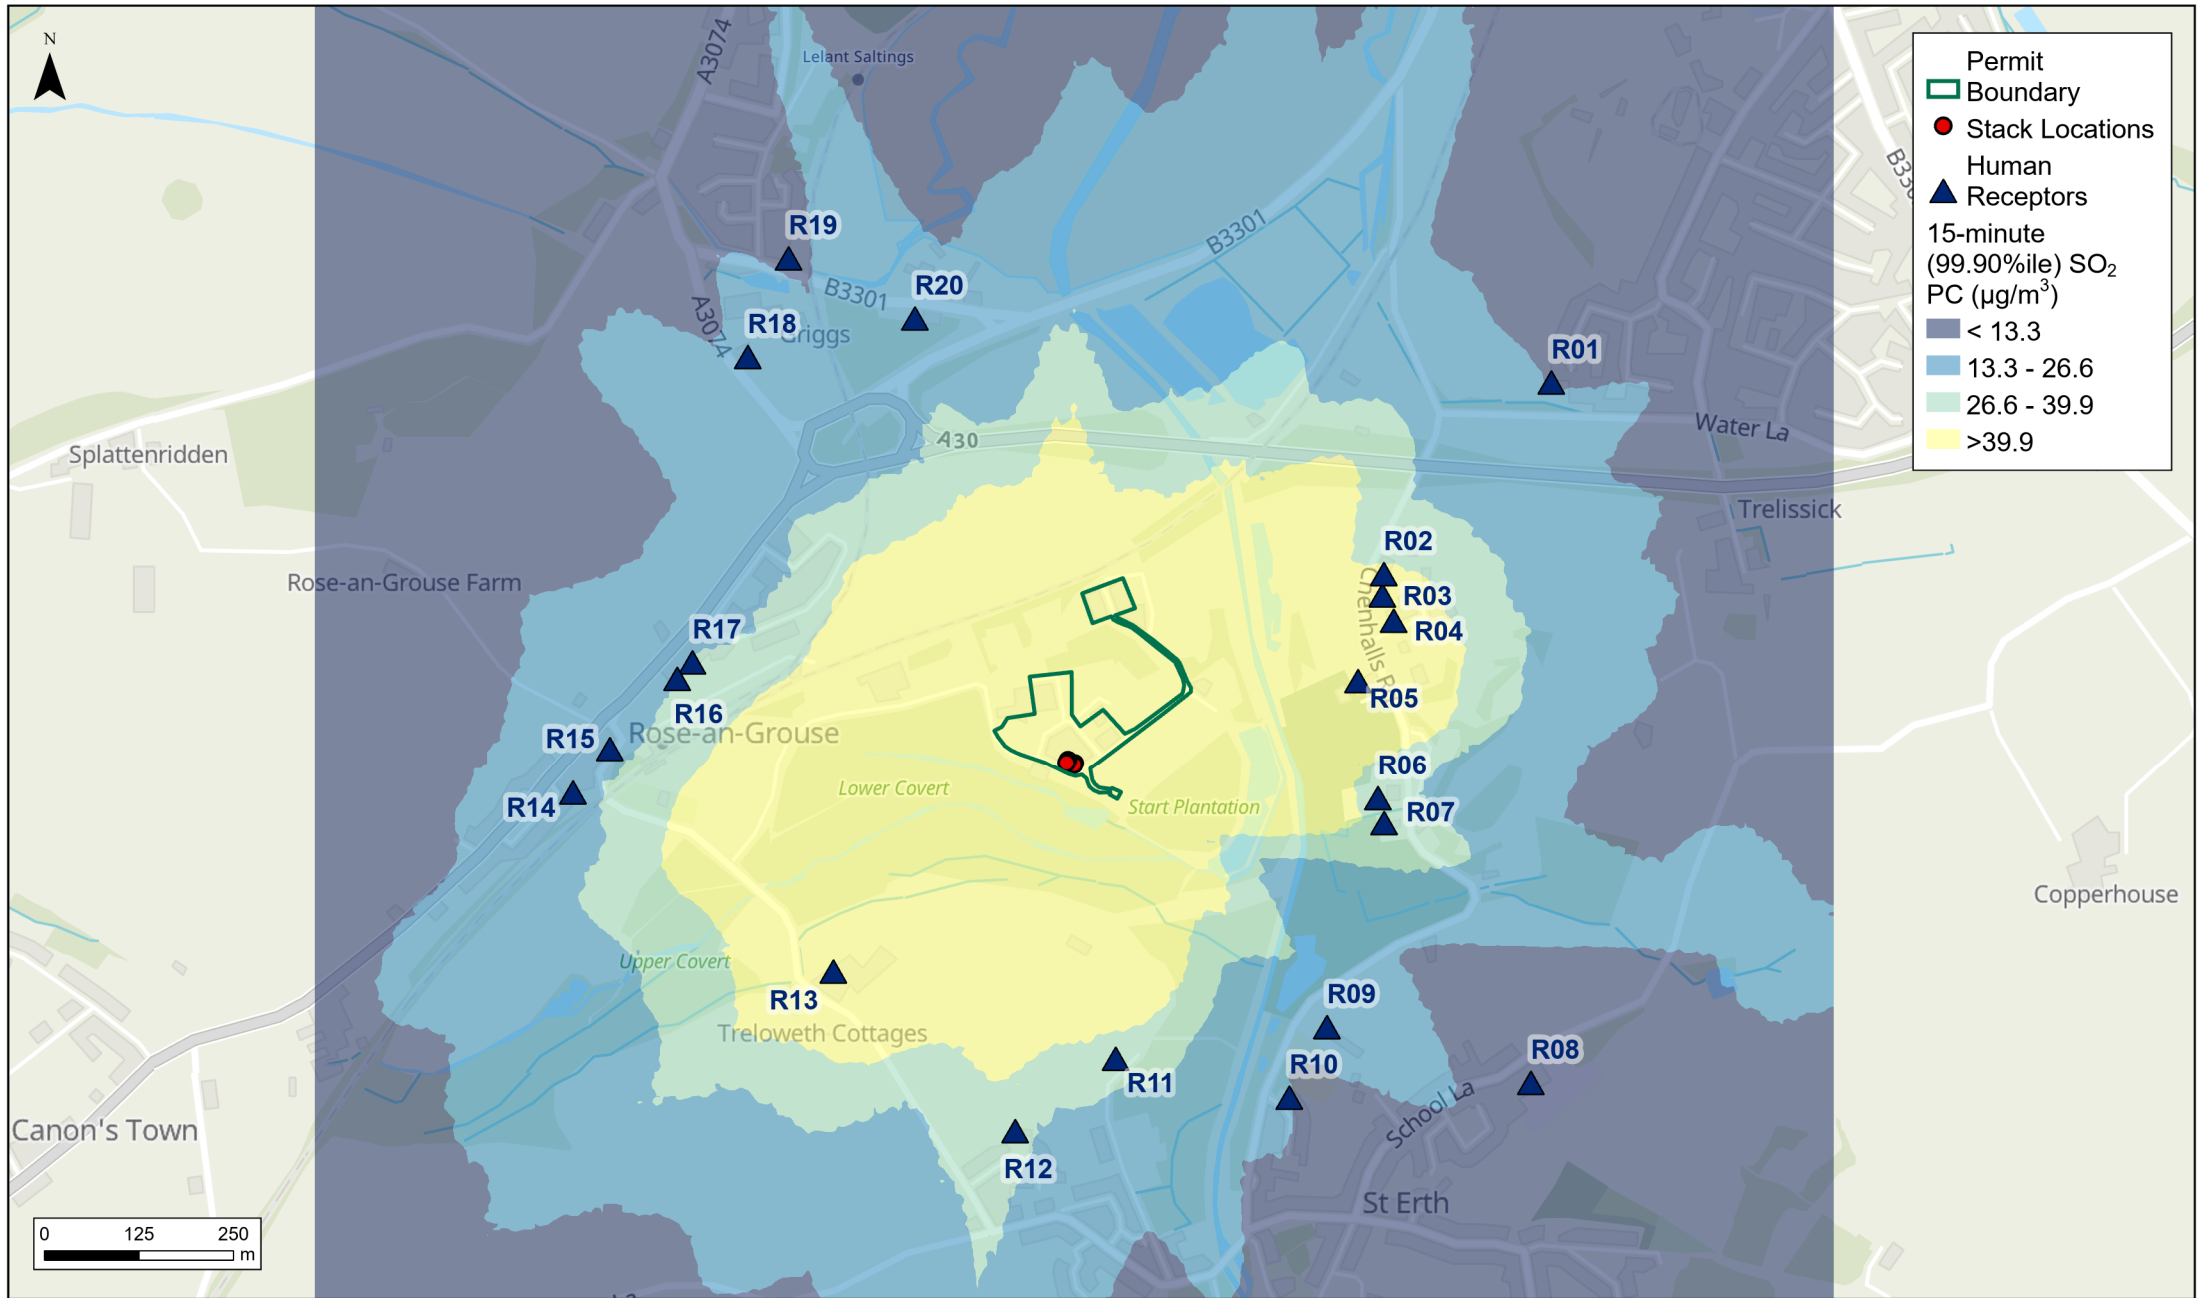 N
A3074
Lelant Saltings
Permit
Boundary
Stack Locations
Human
Receptors
15-minute
(99.90%ile) SO₂
PC (µg/m³)
< 13.3
13.3 - 26.6
26.6 - 39.9
>39.9
R19
B3301
R20
B3301
A3074
R18
Griggs
R01
Water La
A30
Splattenridden
Trelissick
R02
Rose-an-Grouse Farm
R03
R04
Chenhalls R
R17
R05
R16
Rose-an-Grouse
R15
R14
Lower Covert
Start Plantation
R06
R07
Copperhouse
Upper Covert
R13
Treloweth Cottages
R09
R08
R10
R11
School La
Canon's Town
R12
St Erth
0 125 250
m
La